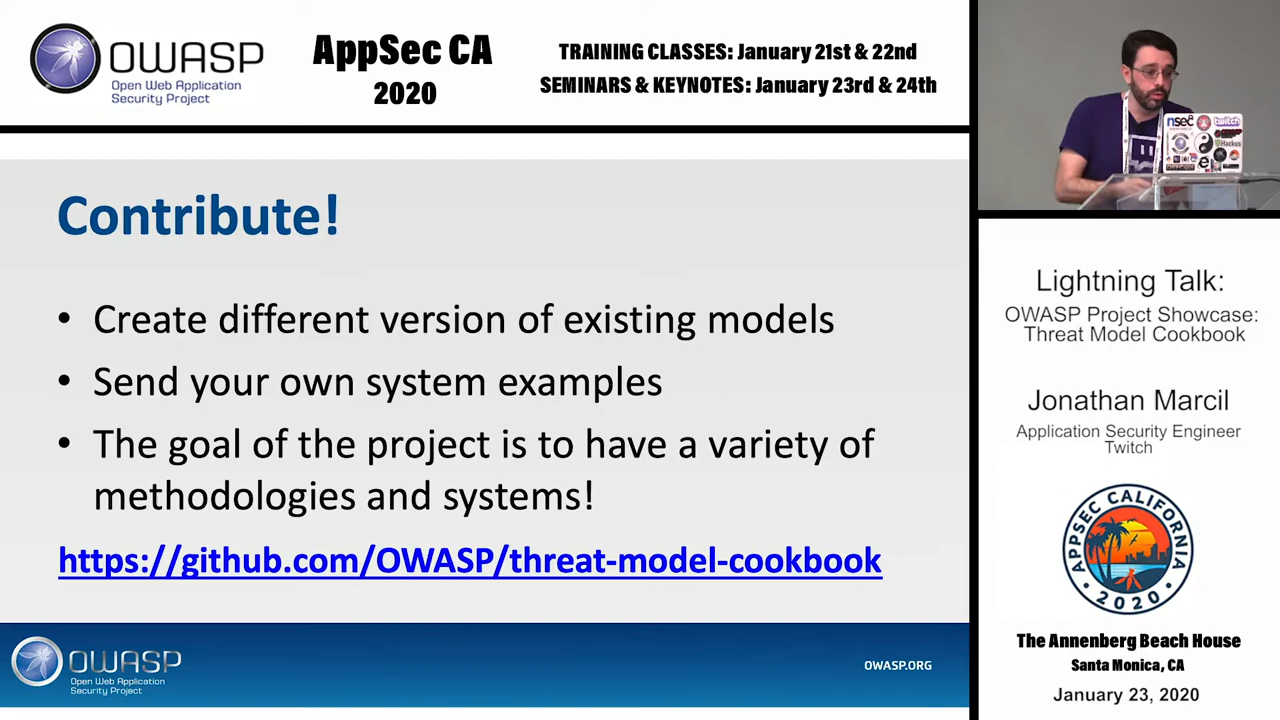 OWASP
Open Web Application
Security Project
AppSec CA
2020
TRAINING CLASSES: January 21st & 22nd
SEMINARS & KEYNOTES: January 23rd & 24th
nsec
twitch
Hackus
Contribute!
• Create different version of existing models
• Send your own system examples
• The goal of the project is to have a variety of
methodologies and systems!
https://github.com/OWASP/threat-model-cookbook
OWASP
Open Web Application
Security Project
OWASP.ORG
Lightning Talk:
OWASP Project Showcase:
Threat Model Cookbook
Jonathan Marcil
Application Security Engineer
Twitch
APPSEC CALIFORNIA
• 2020 •
The Annenberg Beach House
Santa Monica, CA
January 23, 2020